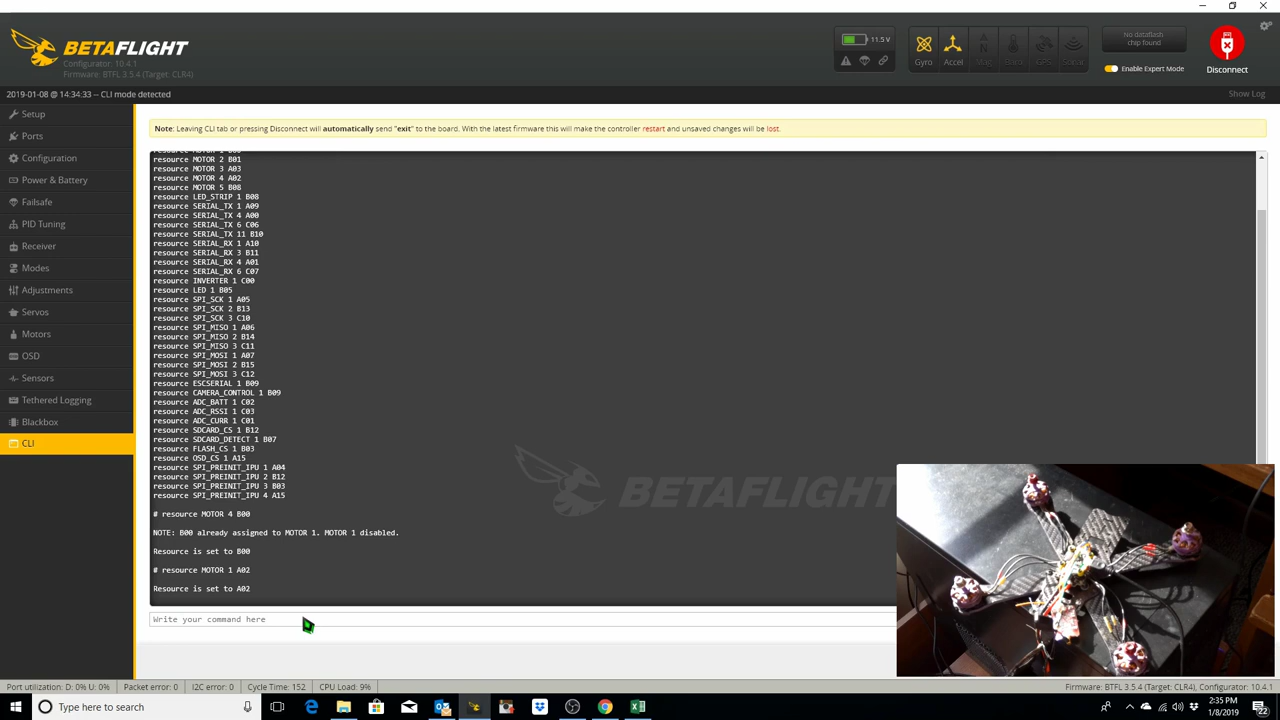 BETAFLIGHT
Configurator: 10.4.1
Firmware: BTFL 3.5.4 (Target: CLR4)
11.5 V
Gyro
Accel
Mag
Baro
GPS
Sonar
No dataflash
chip found
Enable Expert Mode
Disconnect
2019-01-08 @ 14:34:33 -- CLI mode detected
Show Log
Setup
Ports
Configuration
Power & Battery
Failsafe
PID Tuning
Receiver
Modes
Adjustments
Servos
Motors
OSD
Sensors
Tethered Logging
Blackbox
CLI
Note: Leaving CLI tab or pressing Disconnect will automatically send "exit" to the board. With the latest firmware this will make the controller restart and unsaved changes will be lost.
resource MOTOR 2 B01
resource MOTOR 3 A03
resource MOTOR 4 A02
resource MOTOR 5 B08
resource LED_STRIP 1 B08
resource SERIAL_TX 1 A09
resource SERIAL_TX 4 A00
resource SERIAL_TX 6 C06
resource SERIAL_TX 11 B10
resource SERIAL_RX 1 A10
resource SERIAL_RX 3 B11
resource SERIAL_RX 4 A01
resource SERIAL_RX 6 C07
resource INVERTER 1 C00
resource LED 1 B05
resource SPI_SCK 1 A05
resource SPI_SCK 2 B13
resource SPI_SCK 3 C10
resource SPI_MISO 1 A06
resource SPI_MISO 2 B14
resource SPI_MISO 3 C11
resource SPI_MOSI 1 A07
resource SPI_MOSI 2 B15
resource SPI_MOSI 3 C12
resource ESCSERIAL 1 B09
resource CAMERA_CONTROL 1 B09
resource ADC_BATT 1 C02
resource ADC_RSSI 1 C03
resource ADC_CURR 1 C01
resource SDCARD_CS 1 B12
resource SDCARD_DETECT 1 B07
resource FLASH_CS 1 B03
resource OSD_CS 1 A15
resource SPI_PREINIT_IPU 1 A04
resource SPI_PREINIT_IPU 2 B12
resource SPI_PREINIT_IPU 3 B03
resource SPI_PREINIT_IPU 4 A15
# resource MOTOR 4 B00
NOTE: B00 already assigned to MOTOR 1. MOTOR 1 disabled.
Resource is set to B00
# resource MOTOR 1 A02
Resource is set to A02
BETAFLIGHT
Write your command here
Port utilization: D: 0% U: 0%
Packet error: 0
I2C error: 0
Cycle Time: 152
CPU Load: 9%
Firmware: BTFL 3.5.4 (Target: CLR4), Configurator: 10.4.1
Type here to search
2:35 PM
1/8/2019
22